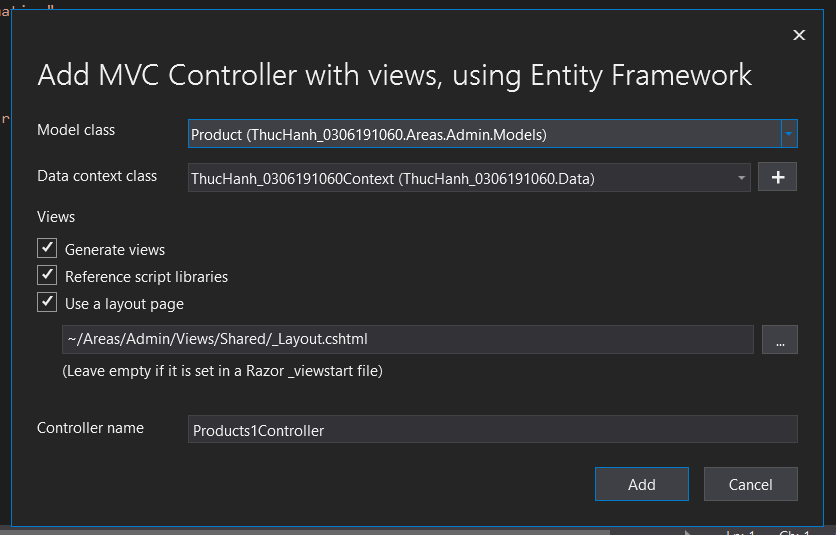 Add MVC Controller with views, using Entity Framework
Model class
Product (ThucHanh_0306191060.Areas.Admin.Models)
Data context class
ThucHanh_0306191060Context (ThucHanh_0306191060.Data)
Views
Generate views
Reference script libraries
Use a layout page
~/Areas/Admin/Views/Shared/_Layout.cshtml
...
(Leave empty if it is set in a Razor _viewstart file)
Controller name
Products1Controller
Add
Cancel